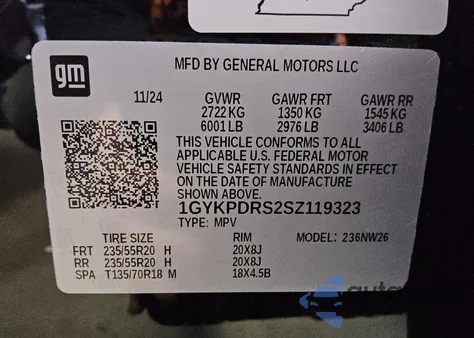 gm
MFD BY GENERAL MOTORS LLC
11/24 GVWR GAWR FRT GAWR RR
2722 KG 1350 KG 1545 KG
6001 LB 2976 LB 3406 LB
THIS VEHICLE CONFORMS TO ALL
APPLICABLE U.S. FEDERAL MOTOR
VEHICLE SAFETY STANDARDS IN EFFECT
ON THE DATE OF MANUFACTURE
SHOWN ABOVE.
1GYKPDRS2SZ119323
TYPE: MPV
TIRE SIZE RIM MODEL: 236NW26
FRT 235/55R20 H 20X8J
RR 235/55R20 H 20X8J
SPA T135/70R18 M 18X4.5B